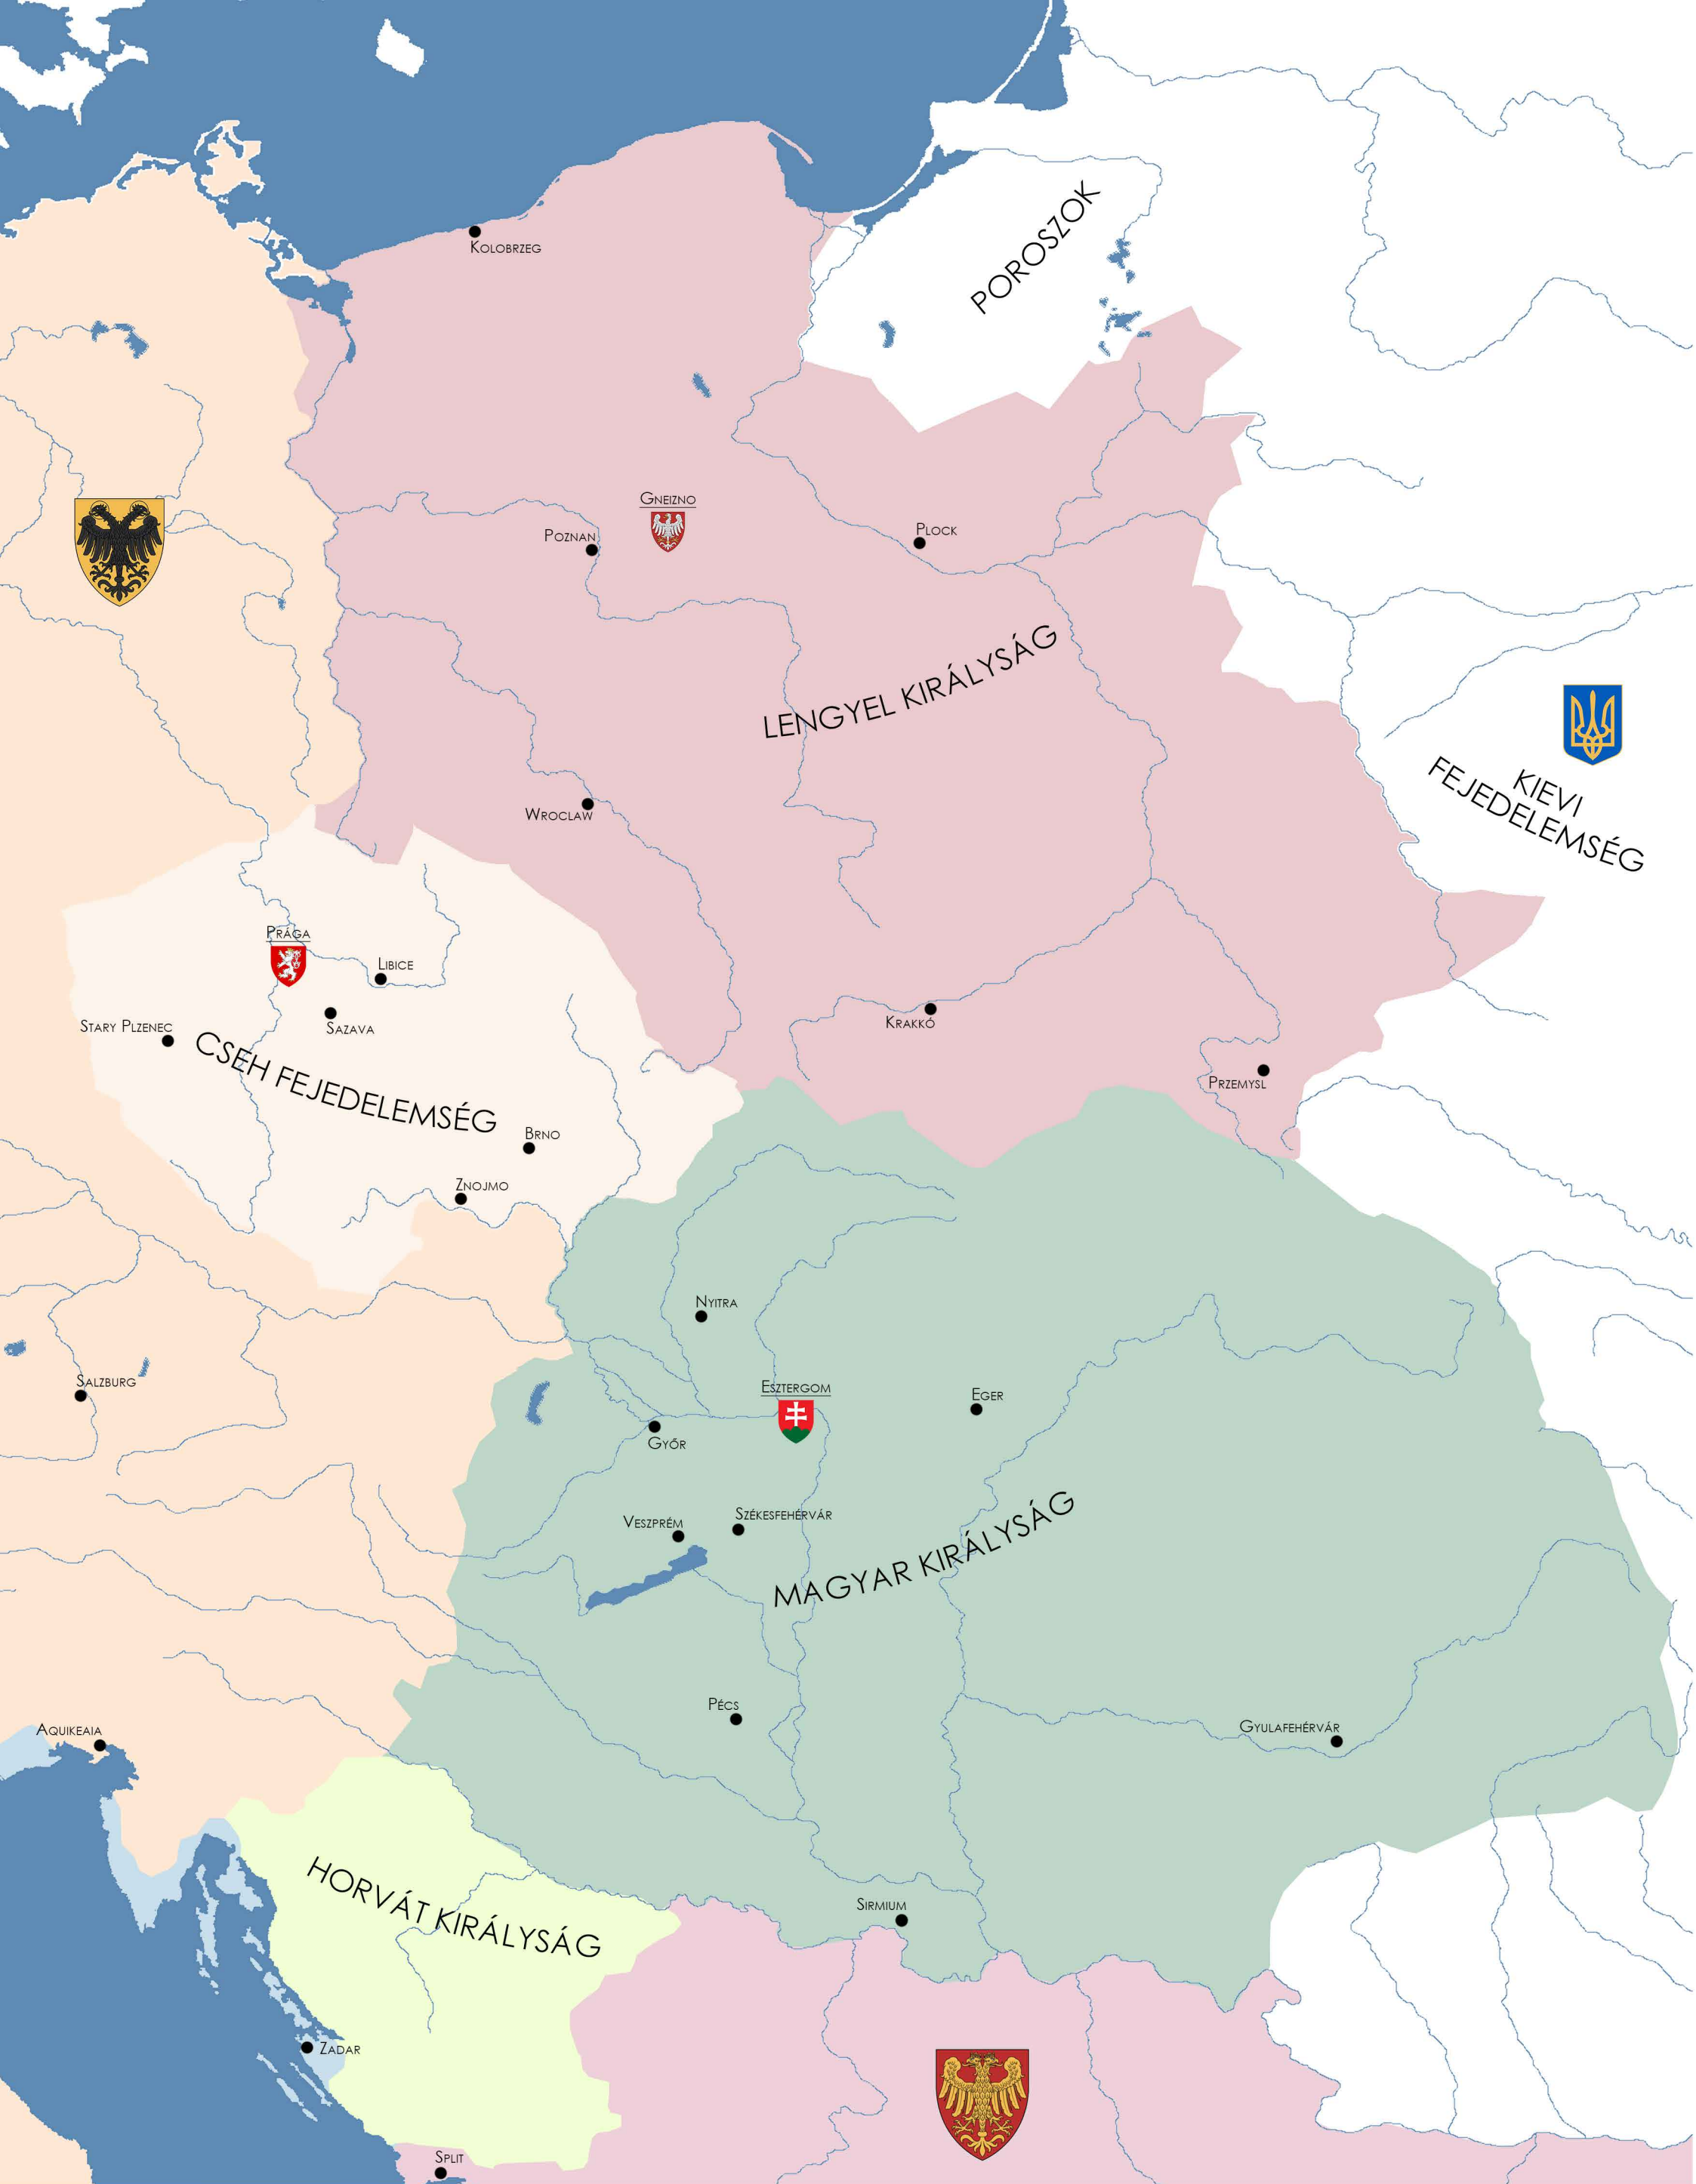 POROSZOK
Kolobrzeg
Gneizno
Poznan
Plock
LENGYEL KIRÁLYSÁG
KIEVI
FEJEDELEMSÉG
Wroclaw
Prága
Libice
Sazava
Stary Plzenec
Krakkó
CSEH FEJEDELEMSÉG
Przemysl
Brno
Znojmo
Nyitra
Salzburg
Esztergom
Eger
Győr
Székesfehérvár
Veszprém
MAGYAR KIRÁLYSÁG
Pécs
Gyulafehérvár
Aquikeaia
HORVÁT KIRÁLYSÁG
Sirmium
Zadar
Split